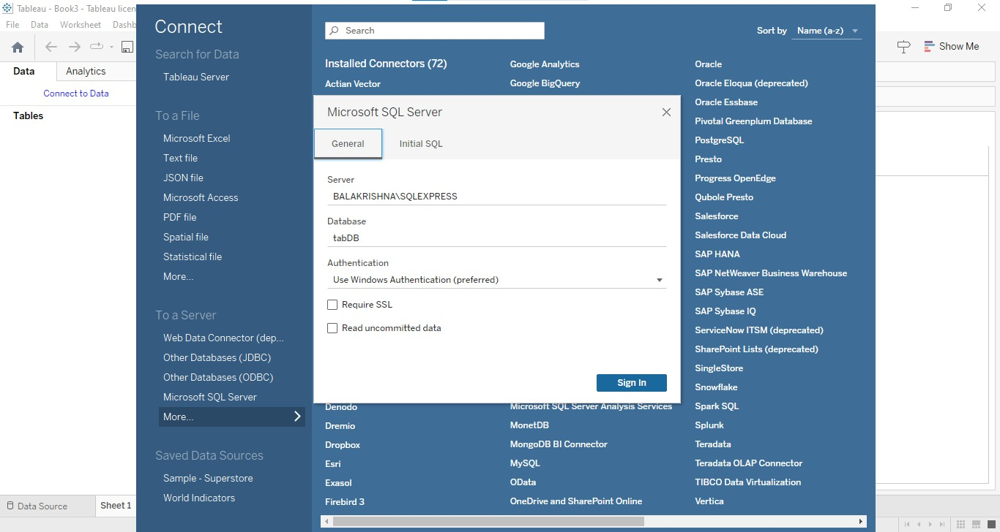 Tableau - Book3 - Tableau licen
File Data Worksheet Dashb
Data
Analytics
Connect to Data
Tables
Data Source
Sheet 1
Connect
Search for Data
Tableau Server
To a File
Microsoft Excel
Text file
JSON file
Microsoft Access
PDF file
Spatial file
Statistical file
More...
To a Server
Web Data Connector (dep...
Other Databases (JDBC)
Other Databases (ODBC)
Microsoft SQL Server
More...
Saved Data Sources
Sample - Superstore
World Indicators
Search
Sort by Name (a-z)
Installed Connectors (72)
Actian Vector
Denodo
Dremio
Dropbox
Esri
Exasol
Firebird 3
Google Analytics
Google BigQuery
Microsoft SQL Server Analysis Services
MonetDB
MongoDB BI Connector
MySQL
OData
OneDrive and SharePoint Online
Oracle
Oracle Eloqua (deprecated)
Oracle Essbase
Pivotal Greenplum Database
PostgreSQL
Presto
Progress OpenEdge
Qubole Presto
Salesforce
Salesforce Data Cloud
SAP HANA
SAP NetWeaver Business Warehouse
SAP Sybase ASE
SAP Sybase IQ
ServiceNow ITSM (deprecated)
SharePoint Lists (deprecated)
SingleStore
Snowflake
Spark SQL
Splunk
Teradata
Teradata OLAP Connector
TIBCO Data Virtualization
Vertica
Microsoft SQL Server
General
Initial SQL
Server
BALAKRISHNA\SQLEXPRESS
Database
tabDB
Authentication
Use Windows Authentication (preferred)
Require SSL
Read uncommitted data
Sign In
Show Me